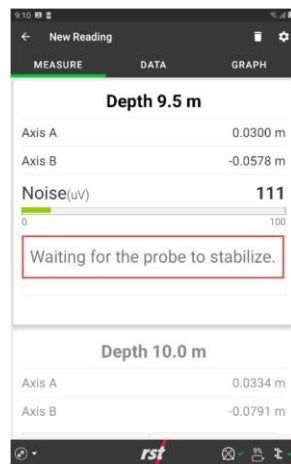 9:10
New Reading
MEASURE DATA GRAPH
Depth 9.5 m
Axis A 0.0300 m
Axis B -0.0578 m
Noise(uV) 111
0 100
Waiting for the probe to stabilize.
Depth 10.0 m
Axis A 0.0334 m
Axis B -0.0791 m
rst